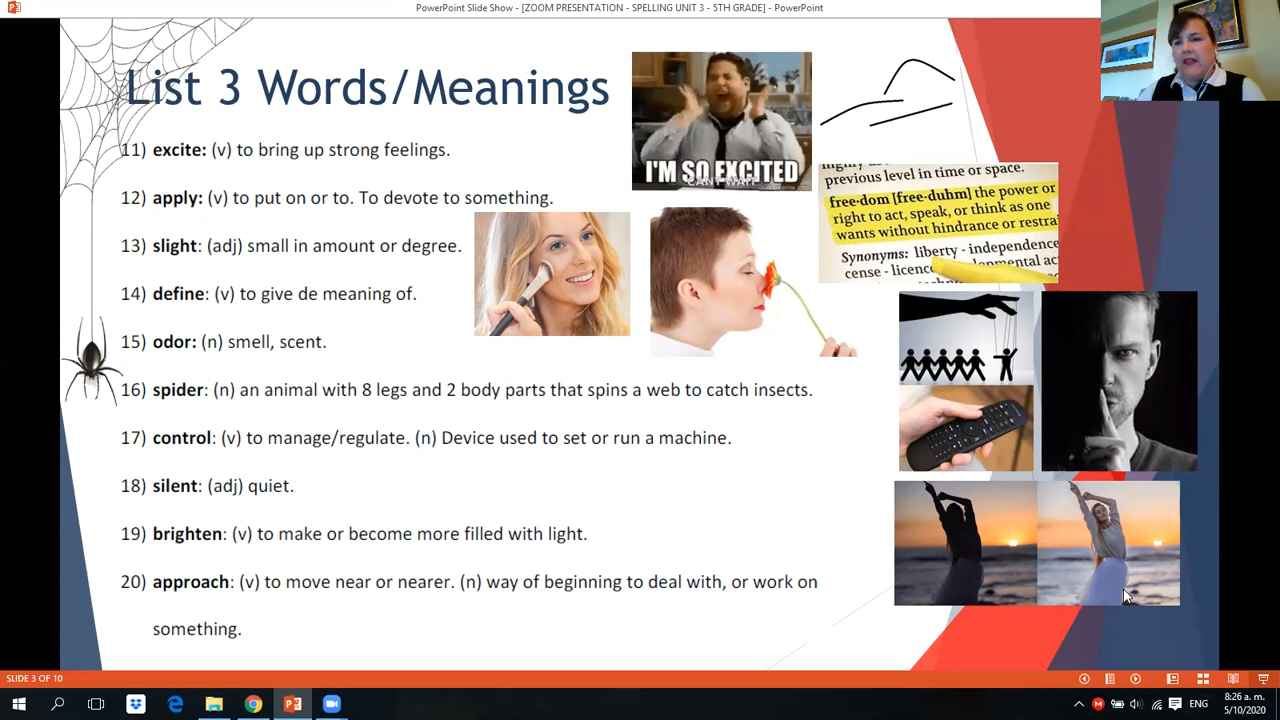 PowerPoint Slide Show - [ZOOM PRESENTATION - SPELLING UNIT 3 - 5TH GRADE] - PowerPoint
List 3 Words/Meanings
I'M SO EXCITED
11) excite: (v) to bring up strong feelings.
12) apply: (v) to put on or to. To devote to something.
13) slight: (adj) small in amount or degree.
14) define: (v) to give de meaning of.
15) odor: (n) smell, scent.
16) spider: (n) an animal with 8 legs and 2 body parts that spins a web to catch insects.
17) control: (v) to manage/regulate. (n) Device used to set or run a machine.
18) silent: (adj) quiet.
19) brighten: (v) to make or become more filled with light.
20) approach: (v) to move near or nearer. (n) way of beginning to deal with, or work on
something.
previous level in time or space.
free·dom [free-duhm] the power or
right to act, speak, or think as one
wants without hindrance or
Synonyms: liberty - independence
SLIDE 3 OF 10
ENG
8:26 a. m.
5/10/2020